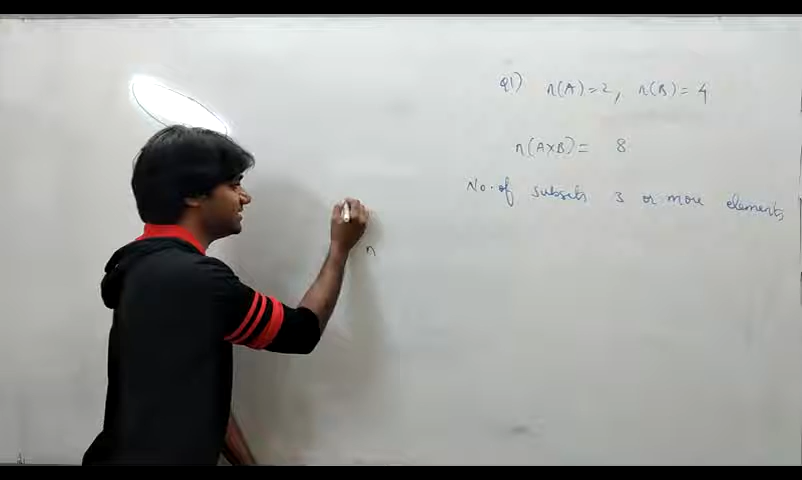 Q1) n(A)=2, n(B)=4
n(A×B)= 8
No. of subsets 3 or more elements
n